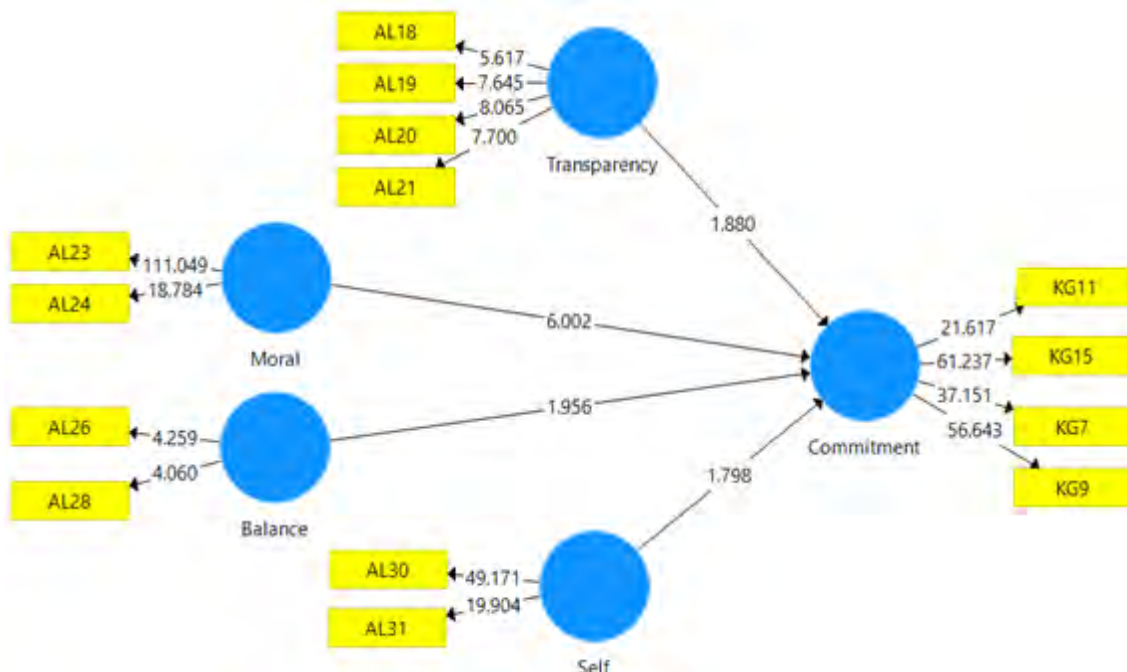 AL18
5.617
AL19
7.645
8.065
AL20
7.700
AL21
Transparency
1.880
AL23
111.049
AL24
18.784
Moral
6.002
KG11
21.617
KG15
61.237
37.151
KG7
56.643
KG9
Commitment
AL26
4.259
4.060
AL28
Balance
1.956
1.798
AL30
49.171
19.904
AL31
Self